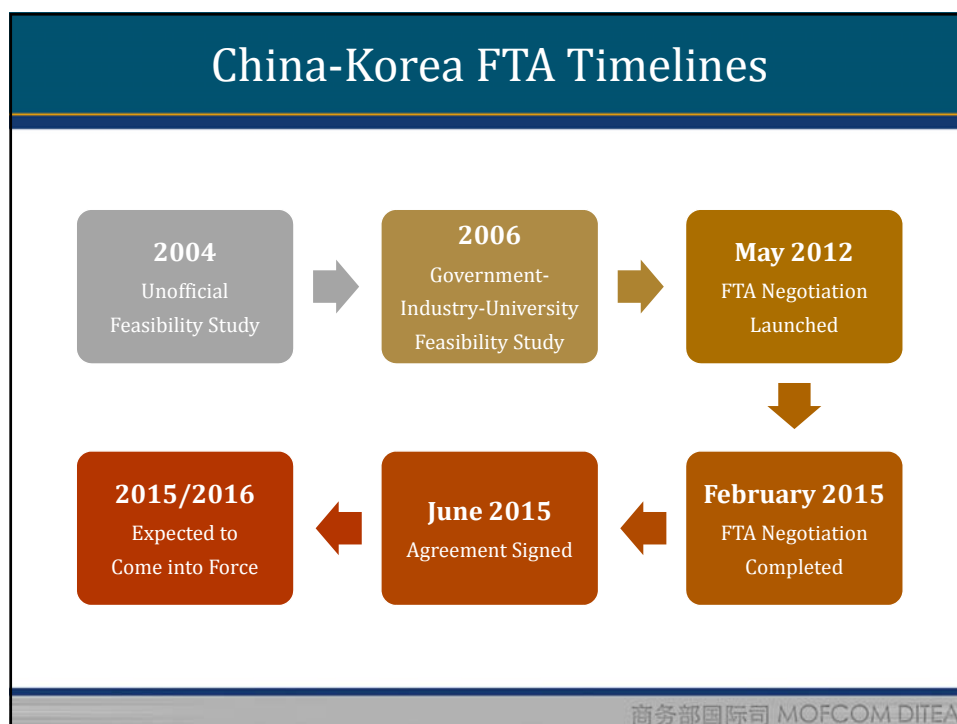 China-Korea FTA Timelines
2004
Unofficial
Feasibility Study
2006
Government-
Industry-University
Feasibility Study
May 2012
FTA Negotiation
Launched
February 2015
FTA Negotiation
Completed
June 2015
Agreement Signed
2015/2016
Expected to
Come into Force
商务部国际司 MOFCOM DITEA